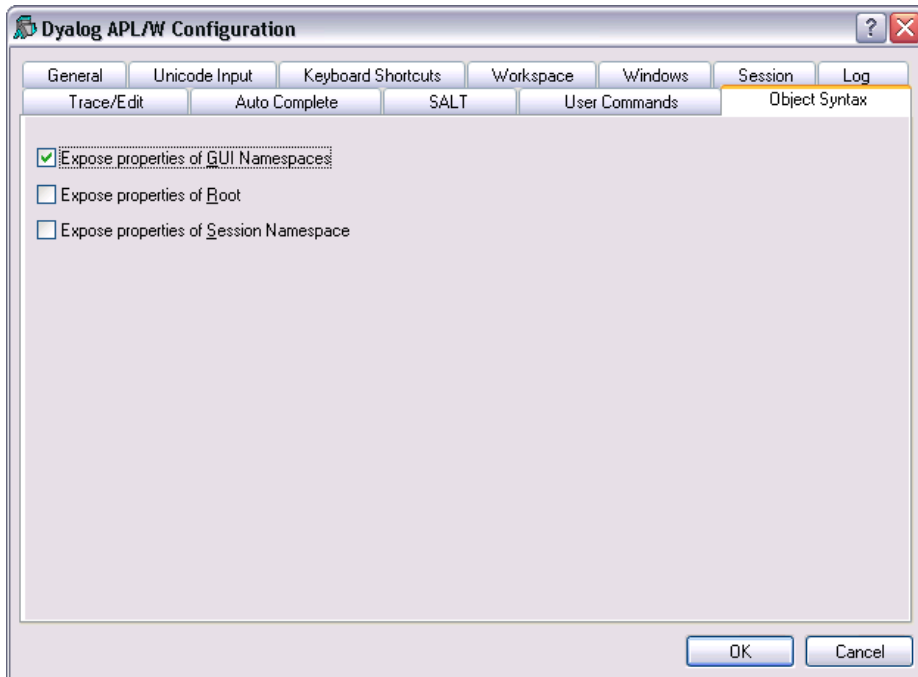 Dyalog APL/W Configuration
General Unicode Input Keyboard Shortcuts Workspace Windows Session Log
Trace/Edit Auto Complete SALT User Commands Object Syntax
Expose properties of GUI Namespaces
Expose properties of Root
Expose properties of Session Namespace
OK Cancel